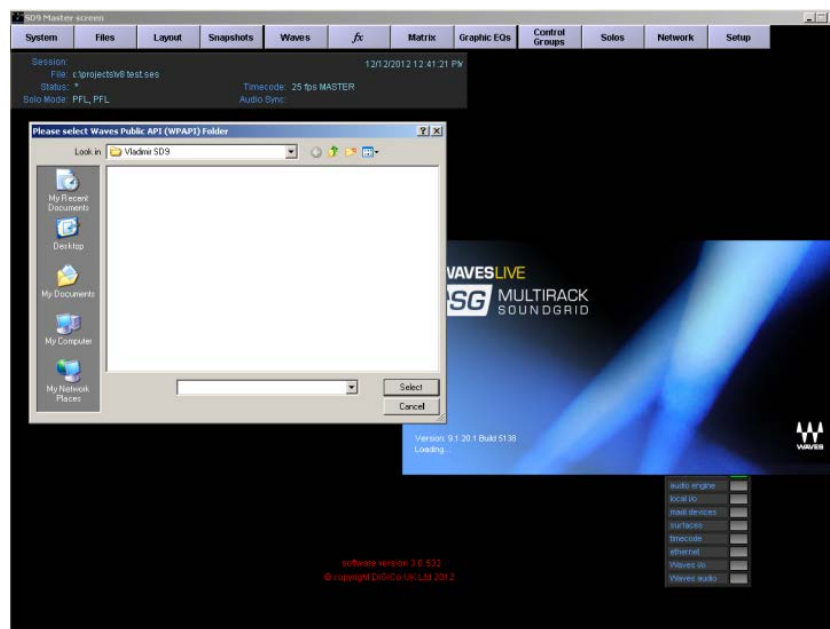 SD9 Master screen
System Files Layout Snapshots Waves fx Matrix Graphic EQs Control Groups Solos Network Setup
Session: 12/12/2012 12:41:21 PM
File: c:\projects\v8 test.ses
Status: * Timecode: 25 fps MASTER
Solo Mode: PFL, PFL Audio Sync:
Please select Waves Public API (WPAPI) Folder
Look in Vladimir SD9
My Recent Documents
Desktop
My Documents
My Computer
My Network Places
Select
Cancel
WAVESLIVE
SG MULTIRACK
SOUNDGRID
Version: 9.1.20.1 Build 5138
Loading...
WAVES
audio engine
local i/o
madi devices
surfaces
timecode
ethernet
Waves i/o
Waves audio
software version 3.0.532
© copyright DiGiCo UK Ltd 2012